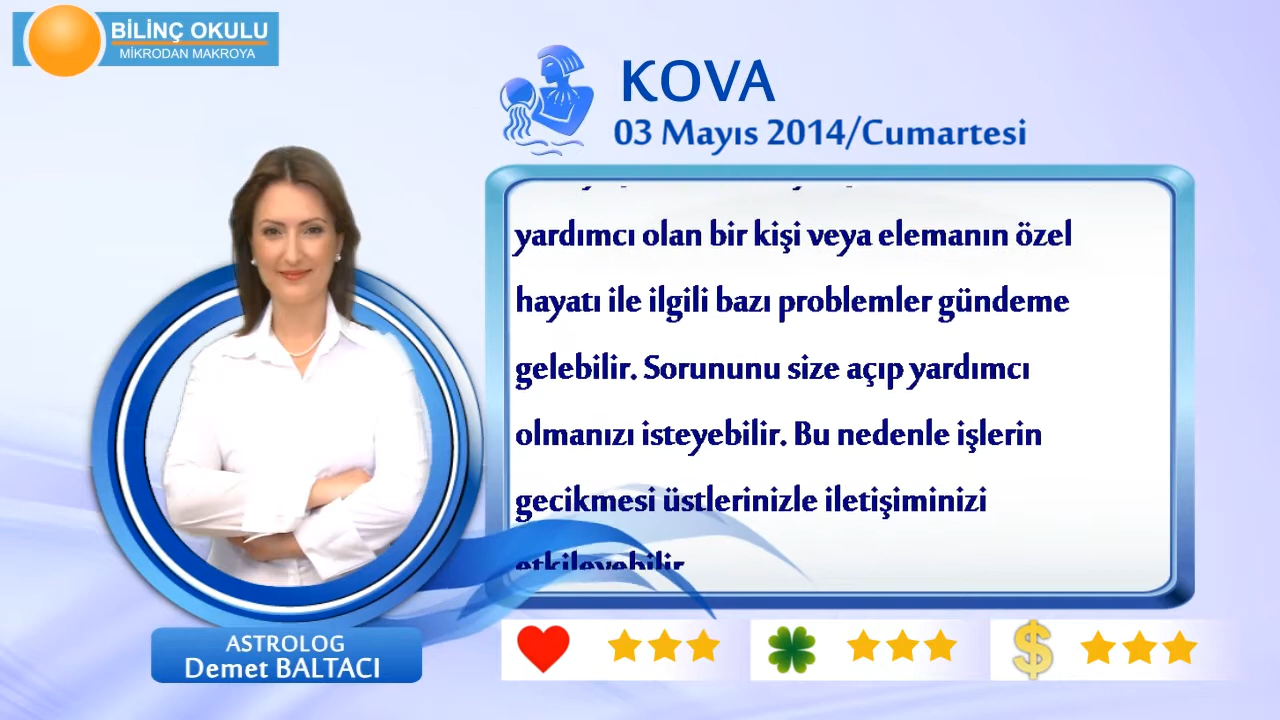 BİLİNÇ OKULU
MİKRODAN MAKROYA
KOVA
03 Mayıs 2014/Cumartesi
yardımcı olan bir kişi veya elemanın özel
hayatı ile ilgili bazı problemler gündeme
gelebilir. Sorununu size açıp yardımcı
olmanızı isteyebilir. Bu nedenle işlerin
gecikmesi üstlerinizle iletişiminizi
etkileyebilir
ASTROLOG
Demet BALTACI